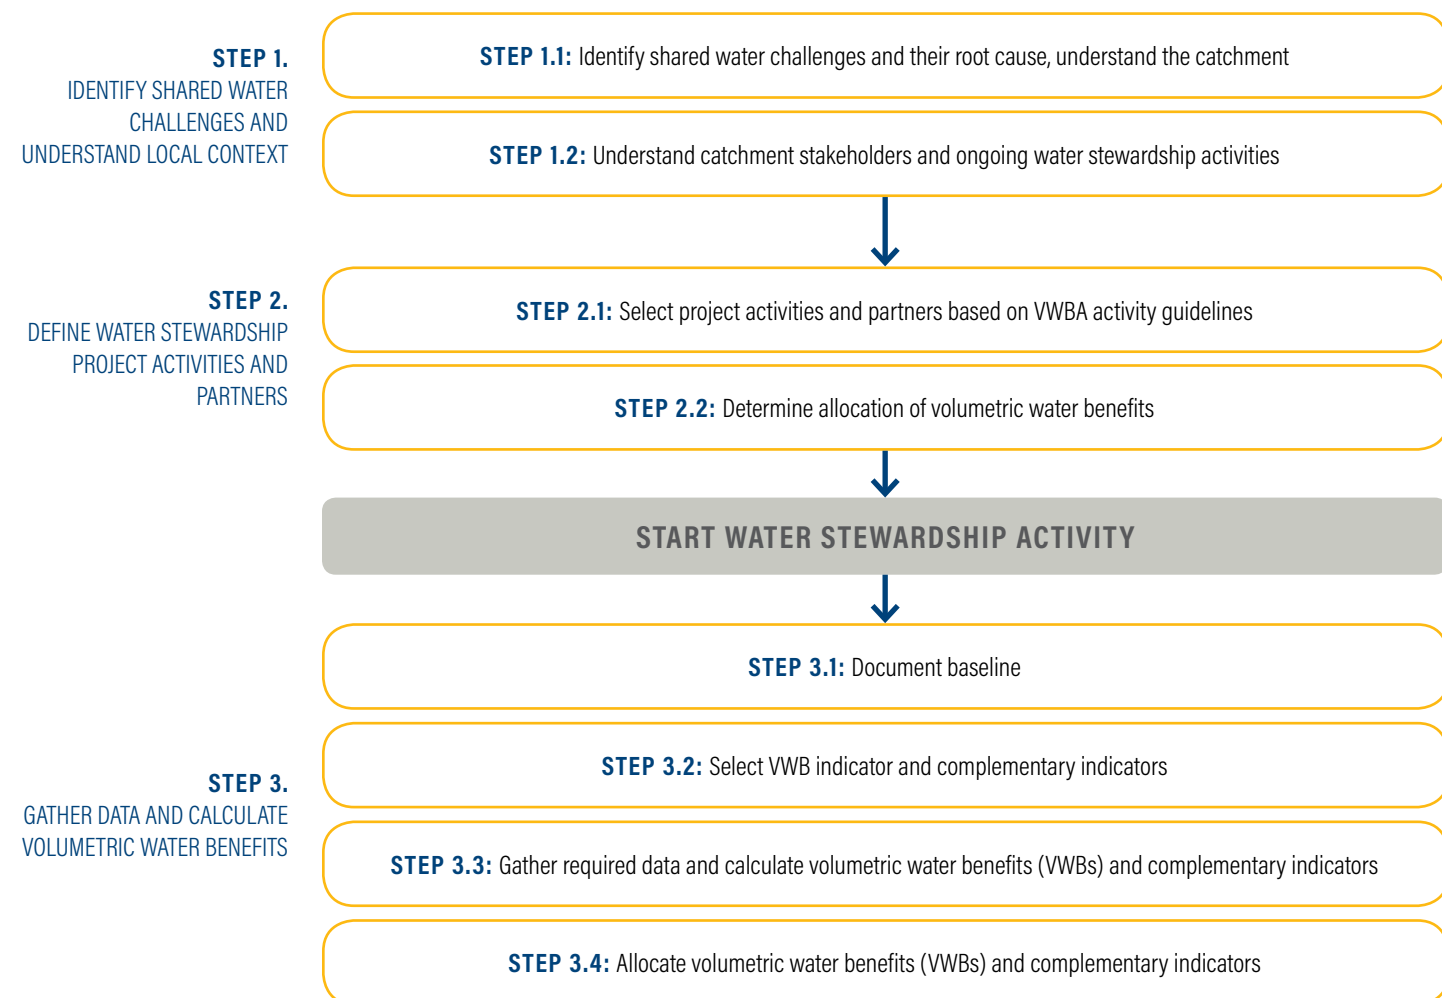 STEP 1.
IDENTIFY SHARED WATER
CHALLENGES AND
UNDERSTAND LOCAL CONTEXT
STEP 1.1: Identify shared water challenges and their root cause, understand the catchment
STEP 1.2: Understand catchment stakeholders and ongoing water stewardship activities
STEP 2.
DEFINE WATER STEWARDSHIP
PROJECT ACTIVITIES AND
PARTNERS
STEP 2.1: Select project activities and partners based on VWBA activity guidelines
STEP 2.2: Determine allocation of volumetric water benefits
START WATER STEWARDSHIP ACTIVITY
STEP 3.
GATHER DATA AND CALCULATE
VOLUMETRIC WATER BENEFITS
STEP 3.1: Document baseline
STEP 3.2: Select VWB indicator and complementary indicators
STEP 3.3: Gather required data and calculate volumetric water benefits (VWBs) and complementary indicators
STEP 3.4: Allocate volumetric water benefits (VWBs) and complementary indicators